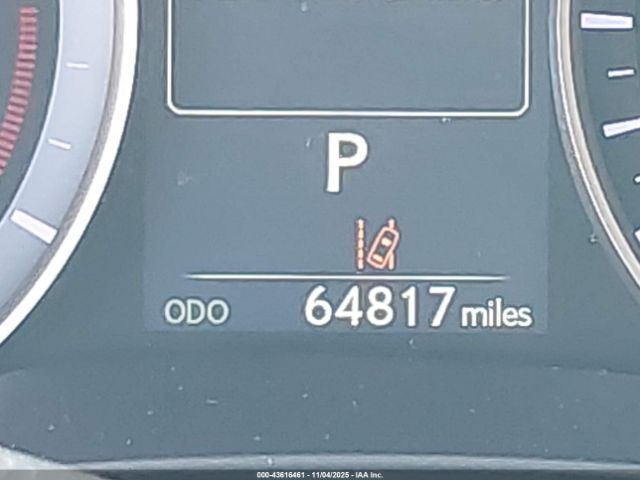 P
ODO 64817 miles
000-43616461 - 11/04/2025 - IAA Inc.